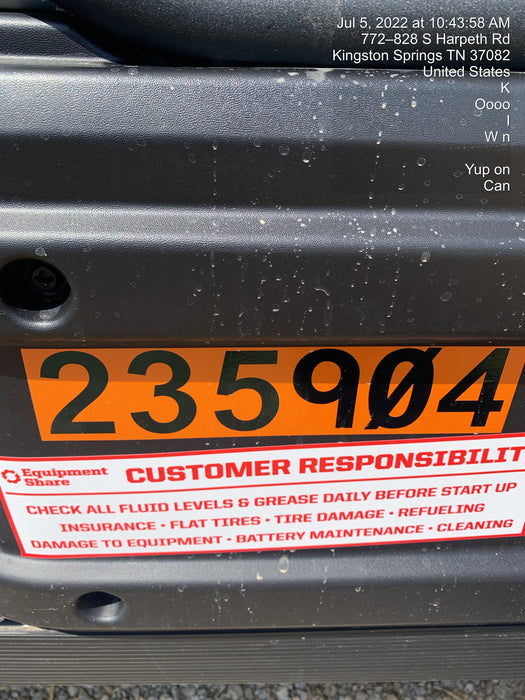 Jul 5, 2022 at 10:43:58 AM
772–828 S Harpeth Rd
Kingston Springs TN 37082
United States
K
Oooo
I
W n
Yup on
Can
235904
Equipment
Share
CUSTOMER RESPONSIBILIT
CHECK ALL FLUID LEVELS & GREASE DAILY BEFORE START UP
INSURANCE · FLAT TIRES · TIRE DAMAGE · REFUELING
DAMAGE TO EQUIPMENT · BATTERY MAINTENANCE · CLEANING